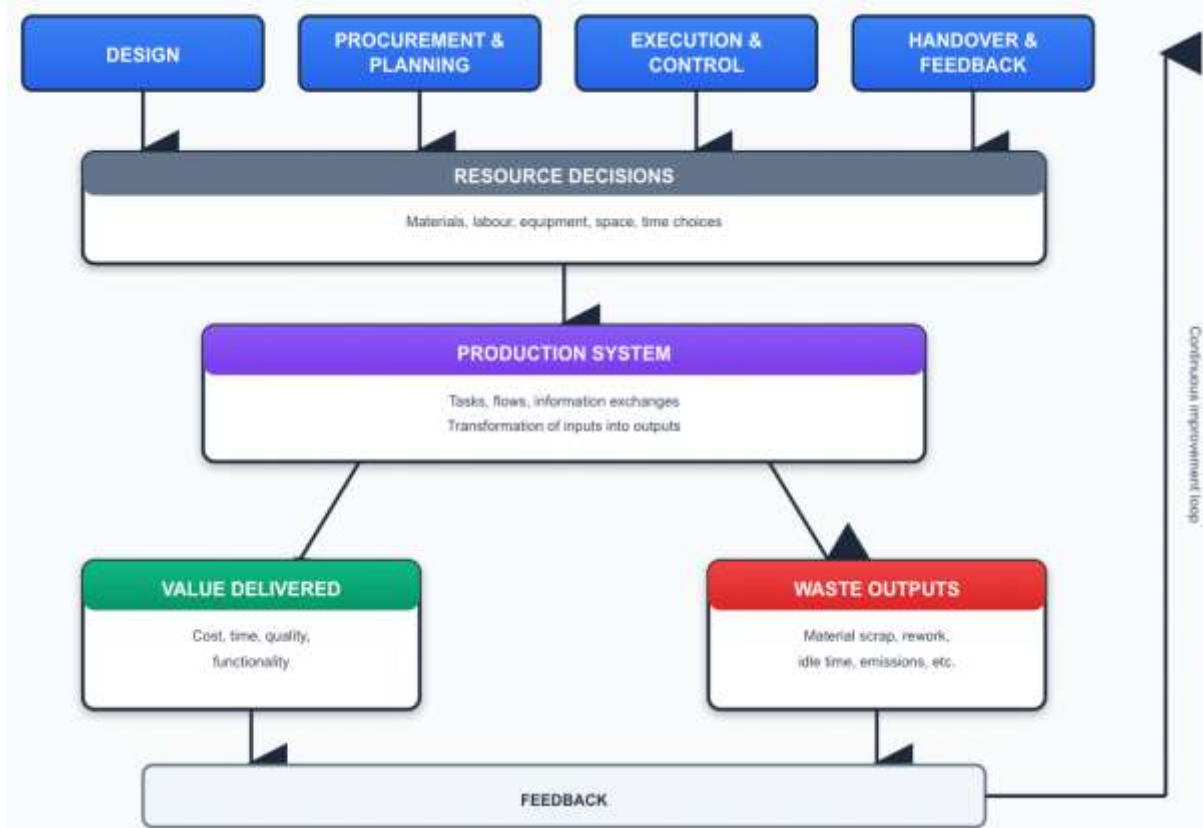 DESIGN
PROCUREMENT &
PLANNING
EXECUTION &
CONTROL
HANDOVER &
FEEDBACK
RESOURCE DECISIONS
Materials, labour, equipment, space, time choices
PRODUCTION SYSTEM
Tasks, flows, information exchanges
Transformation of inputs into outputs
Continuous improvement loop
VALUE DELIVERED
Cost, time, quality,
functionality
WASTE OUTPUTS
Material scrap, rework,
idle time, emissions, etc.
FEEDBACK